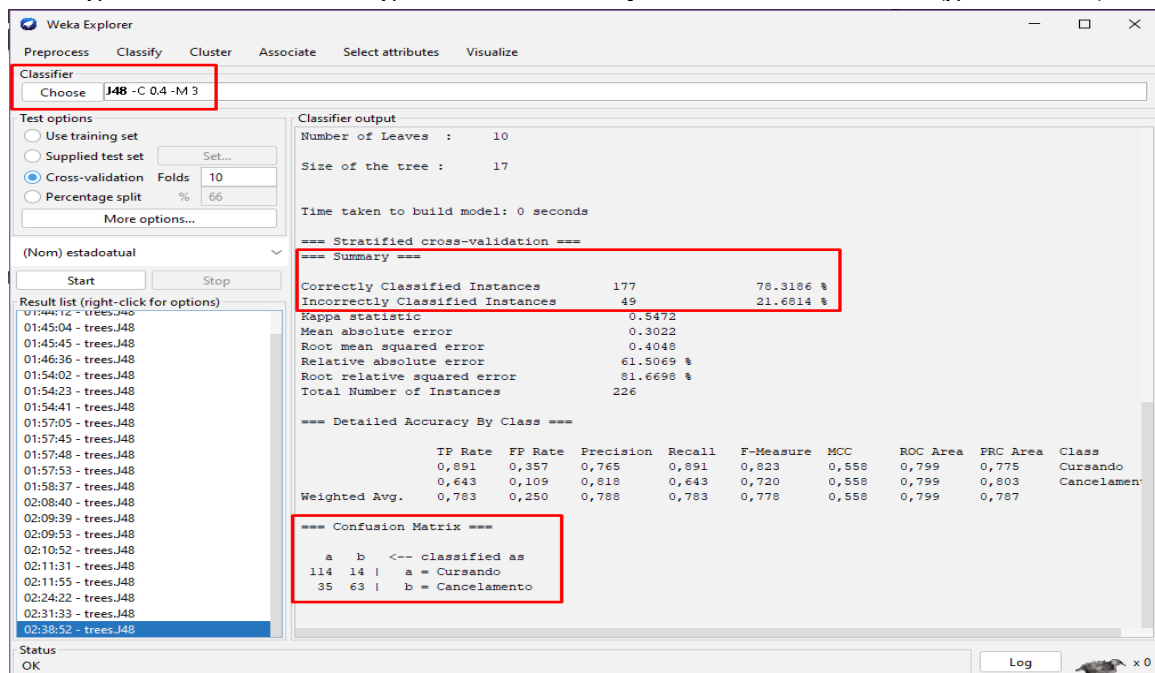 Weka Explorer
Preprocess Classify Cluster Associate Select attributes Visualize
Classifier
Choose J48 -C 0.4 -M 3
Test options
Use training set
Supplied test set Set...
Cross-validation Folds 10
Percentage split % 66
More options...
(Nom) estadoatual
Start Stop
Result list (right-click for options)
01:44:12 - trees.J48
01:45:04 - trees.J48
01:45:45 - trees.J48
01:46:36 - trees.J48
01:54:02 - trees.J48
01:54:23 - trees.J48
01:54:41 - trees.J48
01:57:05 - trees.J48
01:57:45 - trees.J48
01:57:48 - trees.J48
01:57:53 - trees.J48
01:58:37 - trees.J48
02:08:40 - trees.J48
02:09:39 - trees.J48
02:09:53 - trees.J48
02:10:52 - trees.J48
02:11:31 - trees.J48
02:11:55 - trees.J48
02:24:22 - trees.J48
02:31:33 - trees.J48
02:38:52 - trees.J48
Classifier output
Number of Leaves : 10
Size of the tree : 17
Time taken to build model: 0 seconds
=== Stratified cross-validation ===
=== Summary ===
Correctly Classified Instances 177 78.3186 %
Incorrectly Classified Instances 49 21.6814 %
Kappa statistic 0.5472
Mean absolute error 0.3022
Root mean squared error 0.4048
Relative absolute error 61.5069 %
Root relative squared error 81.6698 %
Total Number of Instances 226
=== Detailed Accuracy By Class ===
TP Rate FP Rate Precision Recall F-Measure MCC ROC Area PRC Area Class
0,891 0,357 0,765 0,891 0,823 0,558 0,799 0,775 Cursando
0,643 0,109 0,818 0,643 0,720 0,558 0,799 0,803 Cancelamen
Weighted Avg. 0,783 0,250 0,788 0,783 0,778 0,558 0,799 0,787
=== Confusion Matrix ===
a b <-- classified as
114 14 | a = Cursando
35 63 | b = Cancelamento
Status
OK
Log x 0